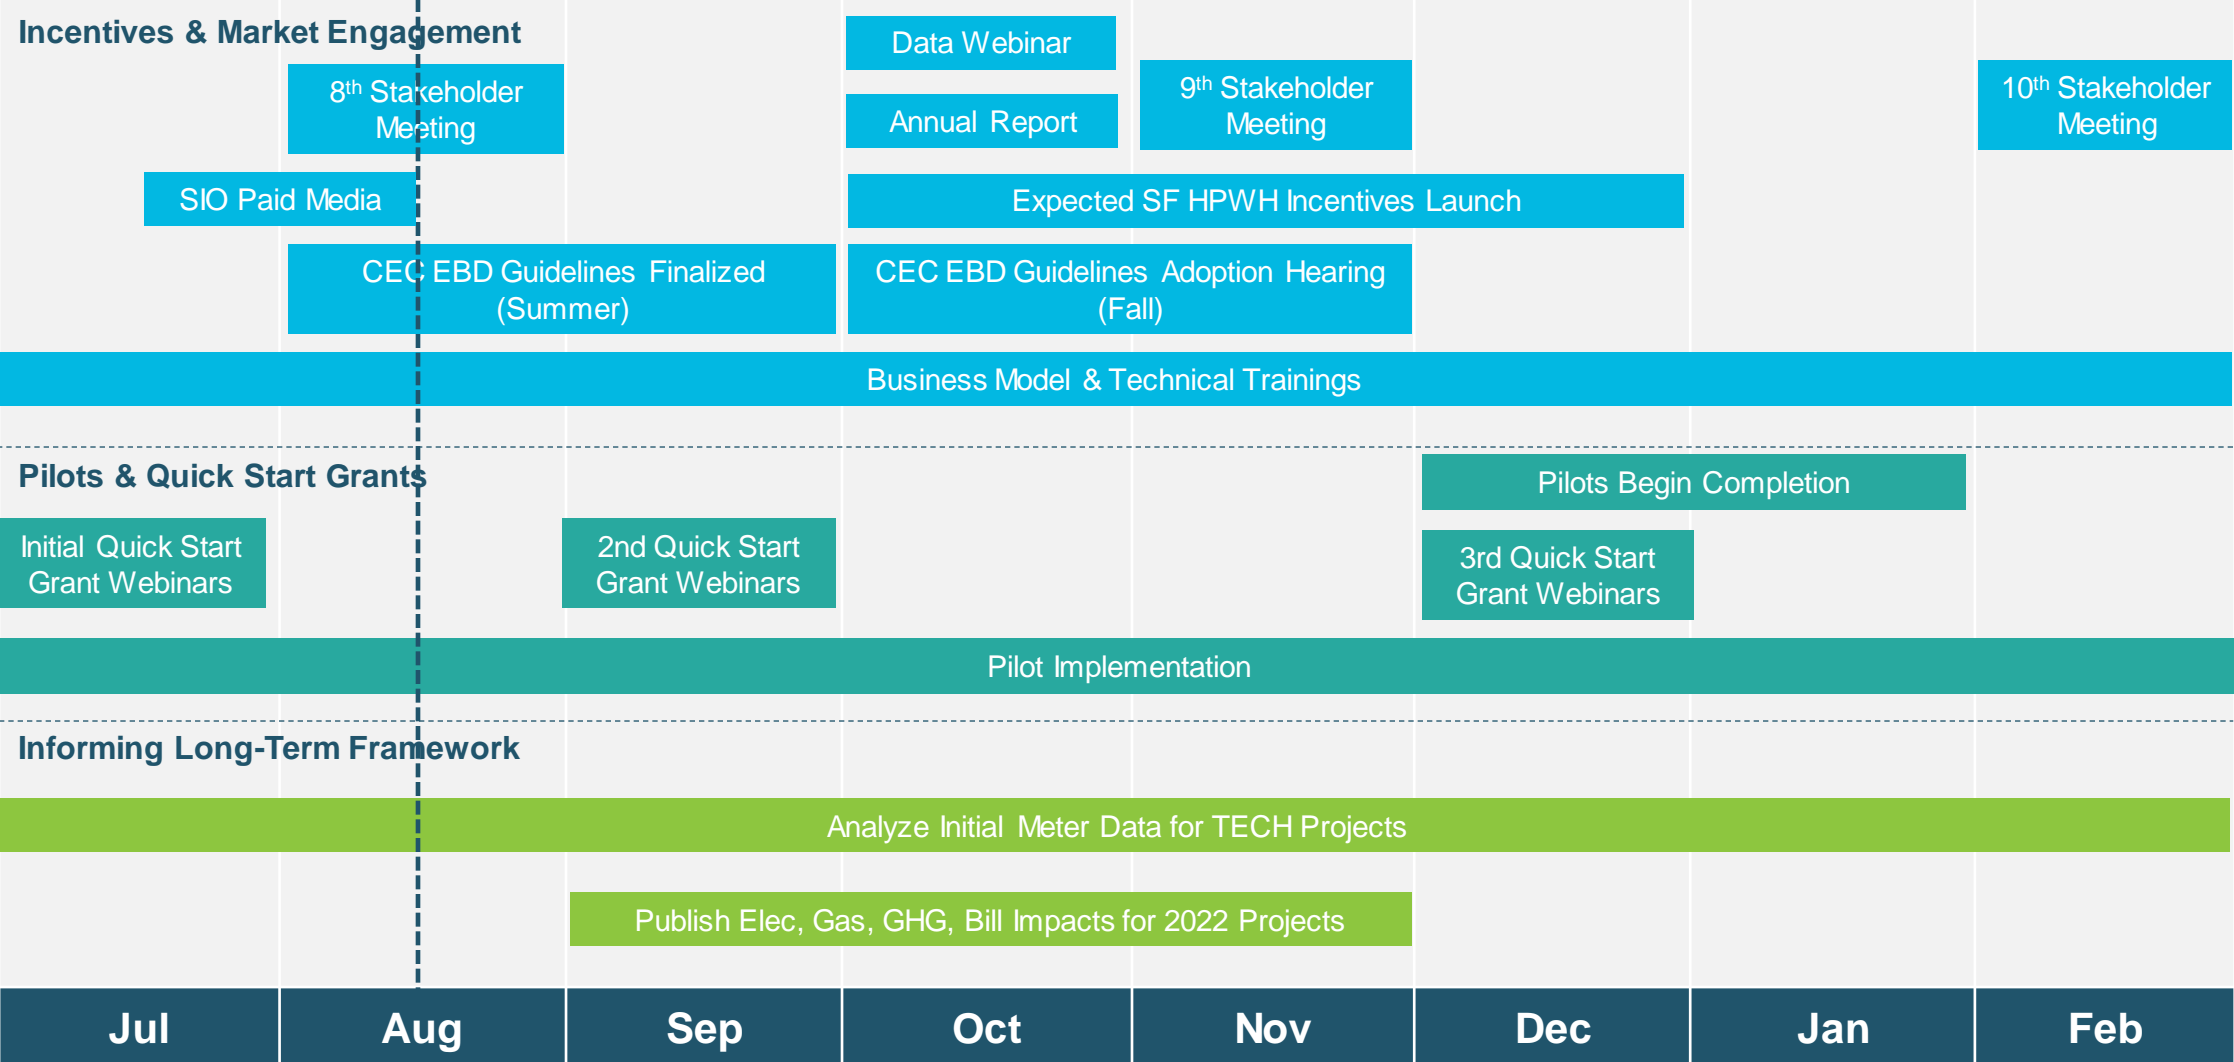 Incentives & Market Engagement
Data Webinar
8th Stakeholder
Meeting
9th Stakeholder
Meeting
10th Stakeholder
Meeting
Annual Report
SIO Paid Media
Expected SF HPWH Incentives Launch
CEC EBD Guidelines Finalized
(Summer)
CEC EBD Guidelines Adoption Hearing
(Fall)
Business Model & Technical Trainings
Pilots & Quick Start Grants
Pilots Begin Completion
Initial Quick Start
Grant Webinars
2nd Quick Start
Grant Webinars
3rd Quick Start
Grant Webinars
Pilot Implementation
Informing Long-Term Framework
Analyze Initial Meter Data for TECH Projects
Publish Elec, Gas, GHG, Bill Impacts for 2022 Projects
Jul
Aug
Sep
Oct
Nov
Dec
Jan
Feb